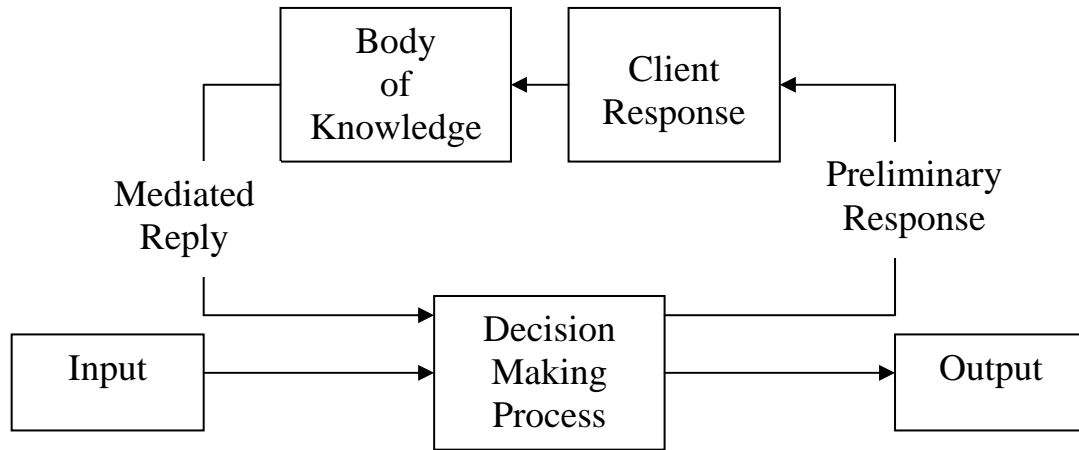 Body
of
Knowledge
Client
Response
Mediated
Reply
Preliminary
Response
Input
Decision
Making
Process
Output